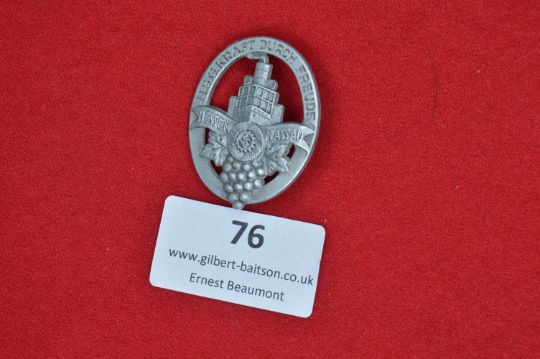 N.S.G. KRAFT DURCH FREUDE
HESSEN NASSAU
76
www.gilbert-baitson.co.uk
Ernest Beaumont